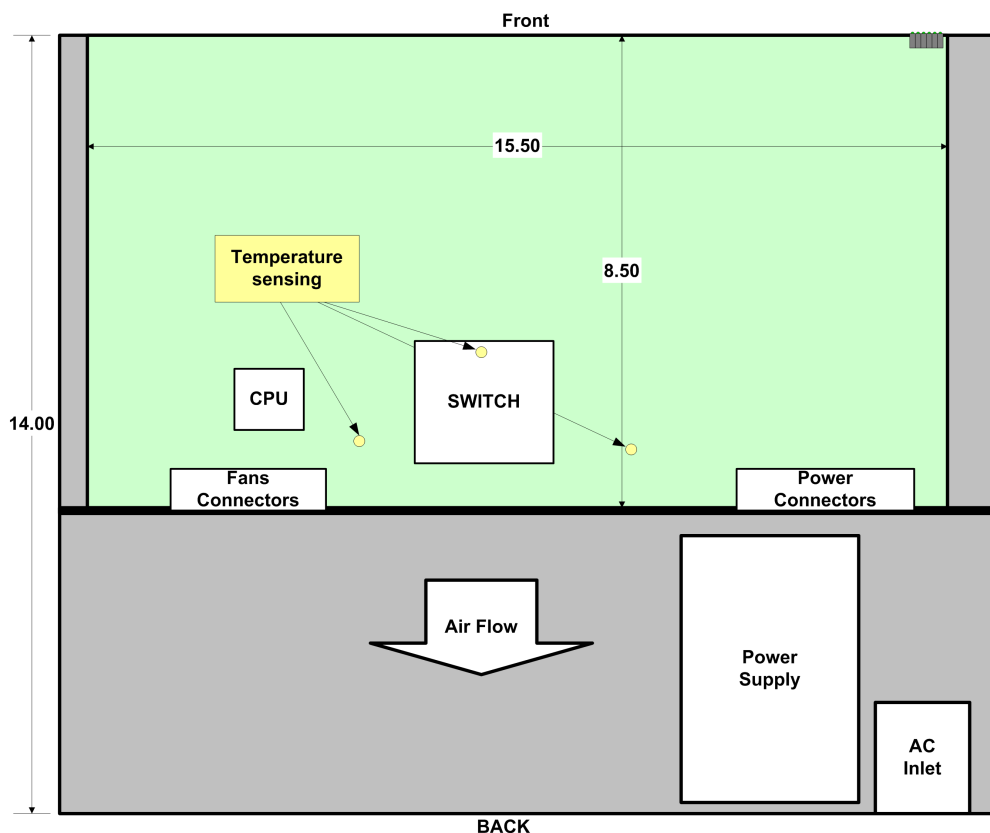 Front
15.50
Temperature
sensing
8.50
CPU
SWITCH
14.00
Fans
Connectors
Power
Connectors
Air Flow
Power
Supply
AC
Inlet
BACK